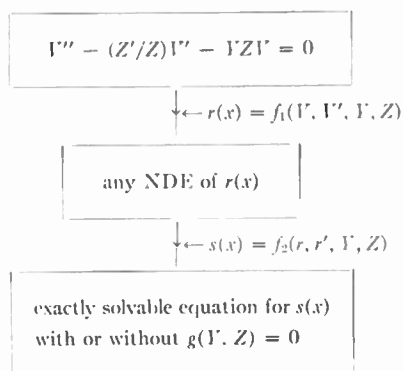 V'' − (Z'/Z)V' − YZV = 0
← r(x) = f₁(V, V', Y, Z)
any NDE of r(x)
← s(x) = f₂(r, r', Y, Z)
exactly solvable equation for s(x)
with or without g(Y, Z) = 0